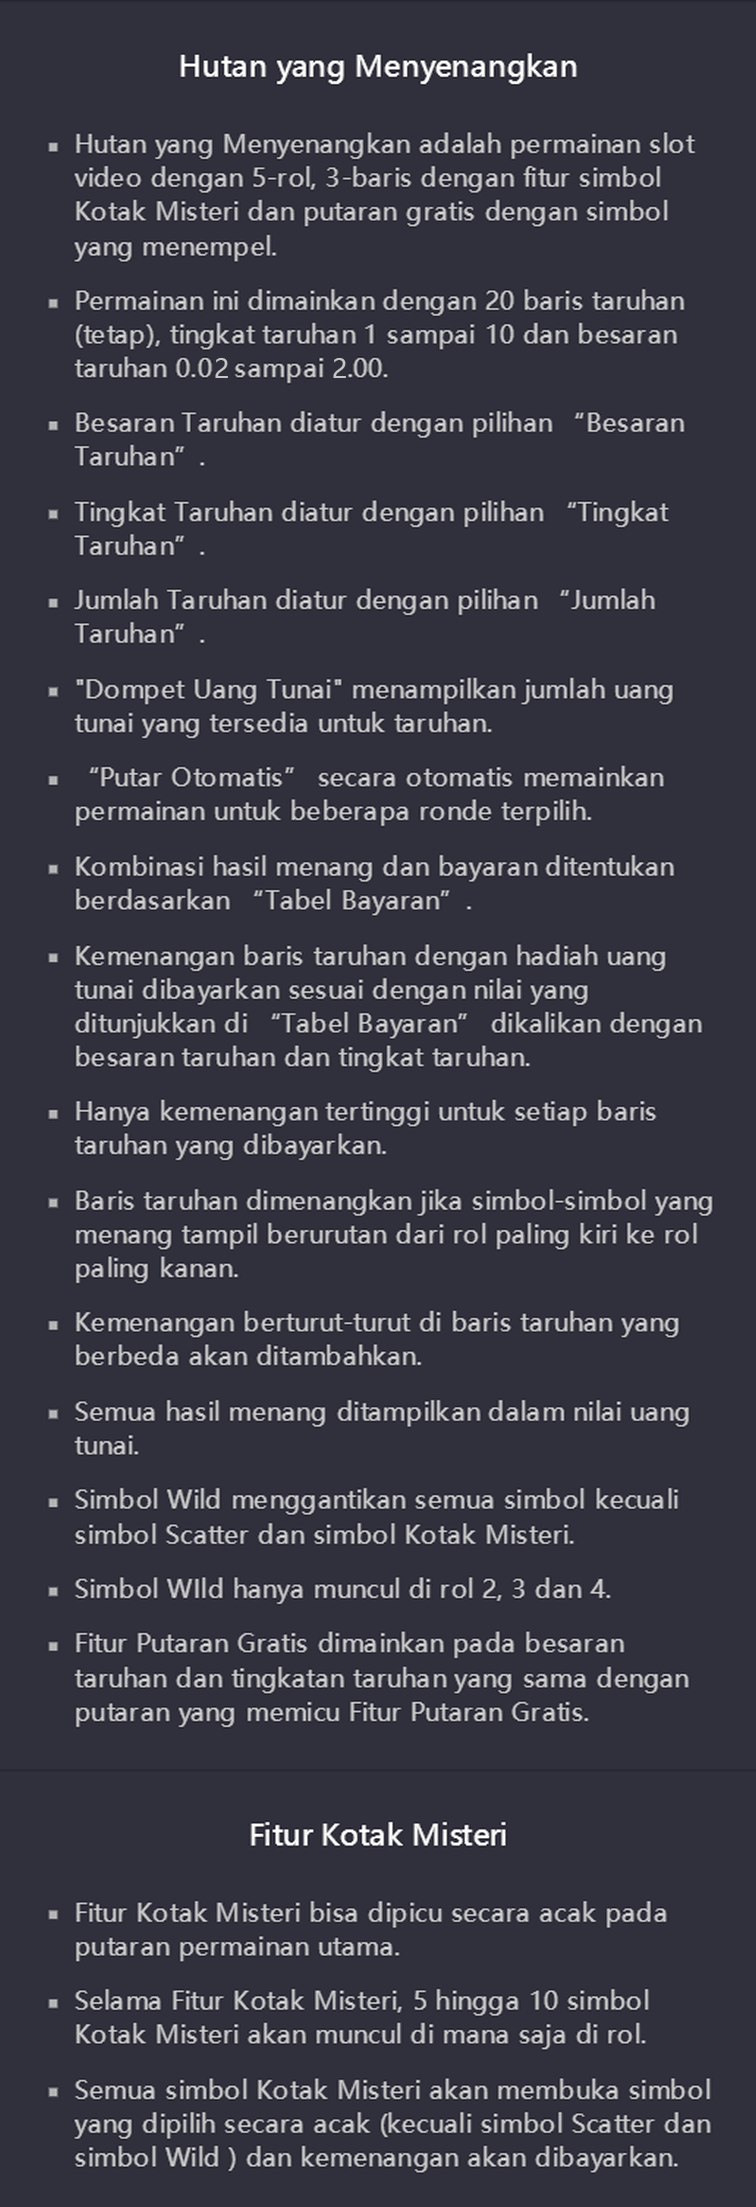 Hutan yang Menyenangkan
▪ Hutan yang Menyenangkan adalah permainan slot
video dengan 5-rol, 3-baris dengan fitur simbol
Kotak Misteri dan putaran gratis dengan simbol
yang menempel.
▪ Permainan ini dimainkan dengan 20 baris taruhan
(tetap), tingkat taruhan 1 sampai 10 dan besaran
taruhan 0.02 sampai 2.00.
▪ Besaran Taruhan diatur dengan pilihan “Besaran
Taruhan” .
▪ Tingkat Taruhan diatur dengan pilihan “Tingkat
Taruhan” .
▪ Jumlah Taruhan diatur dengan pilihan “Jumlah
Taruhan” .
▪ "Dompet Uang Tunai" menampilkan jumlah uang
tunai yang tersedia untuk taruhan.
▪ “Putar Otomatis” secara otomatis memainkan
permainan untuk beberapa ronde terpilih.
▪ Kombinasi hasil menang dan bayaran ditentukan
berdasarkan “Tabel Bayaran” .
▪ Kemenangan baris taruhan dengan hadiah uang
tunai dibayarkan sesuai dengan nilai yang
ditunjukkan di “Tabel Bayaran” dikalikan dengan
besaran taruhan dan tingkat taruhan.
▪ Hanya kemenangan tertinggi untuk setiap baris
taruhan yang dibayarkan.
▪ Baris taruhan dimenangkan jika simbol-simbol yang
menang tampil berurutan dari rol paling kiri ke rol
paling kanan.
▪ Kemenangan berturut-turut di baris taruhan yang
berbeda akan ditambahkan.
▪ Semua hasil menang ditampilkan dalam nilai uang
tunai.
▪ Simbol Wild menggantikan semua simbol kecuali
simbol Scatter dan simbol Kotak Misteri.
▪ Simbol WIld hanya muncul di rol 2, 3 dan 4.
▪ Fitur Putaran Gratis dimainkan pada besaran
taruhan dan tingkatan taruhan yang sama dengan
putaran yang memicu Fitur Putaran Gratis.
Fitur Kotak Misteri
▪ Fitur Kotak Misteri bisa dipicu secara acak pada
putaran permainan utama.
▪ Selama Fitur Kotak Misteri, 5 hingga 10 simbol
Kotak Misteri akan muncul di mana saja di rol.
▪ Semua simbol Kotak Misteri akan membuka simbol
yang dipilih secara acak (kecuali simbol Scatter dan
simbol Wild ) dan kemenangan akan dibayarkan.